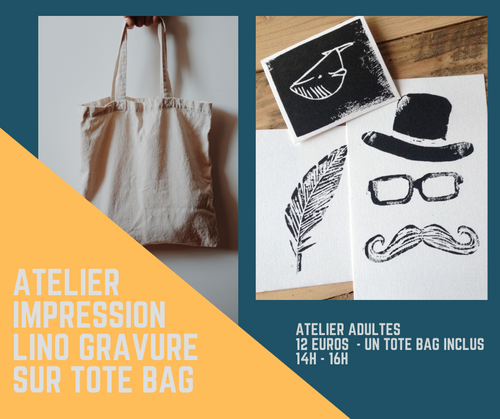 ATELIER
IMPRESSION
LINO GRAVURE
SUR TOTE BAG
ATELIER ADULTES
12 EUROS - UN TOTE BAG INCLUS
14H - 16H